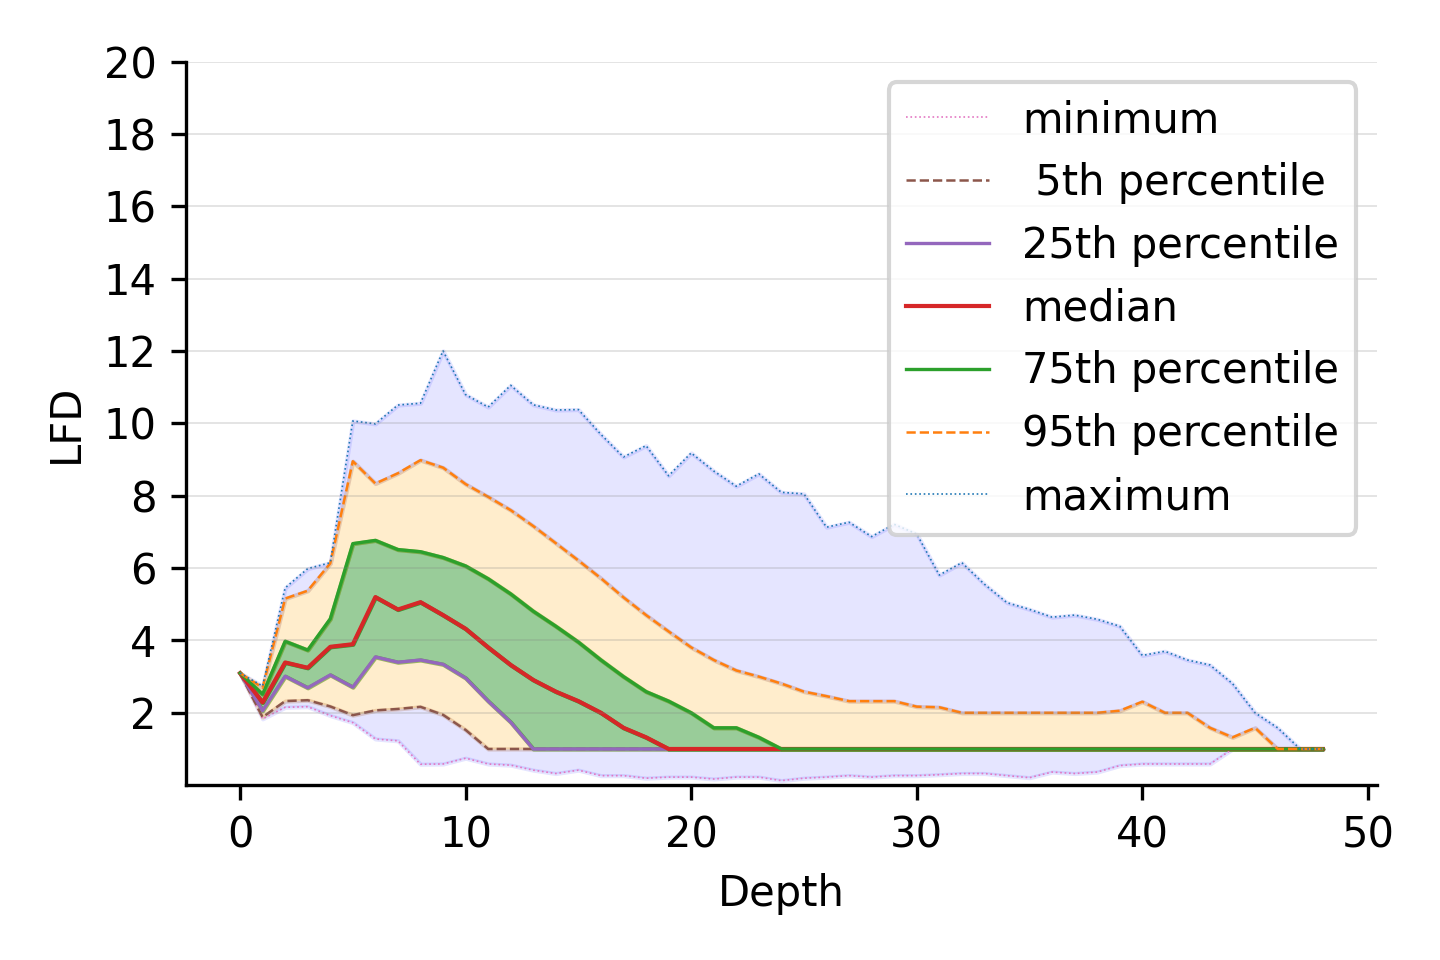 LFD
20
18
16
14
12
10
8
6
4
2
0 10 20 30 40 50
Depth
minimum
5th percentile
25th percentile
median
75th percentile
95th percentile
maximum